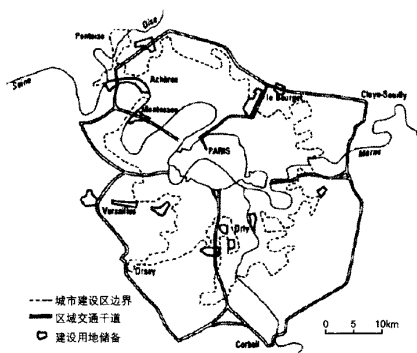 Oise
Pontoise
Seine
Achères
Montesson
le Bourget
Claye-Souilly
PARIS
Marne
Versailles
Orly
Orsay
城市建设区边界
区域交通干道
建设用地储备
Corbeil
0 5 10km